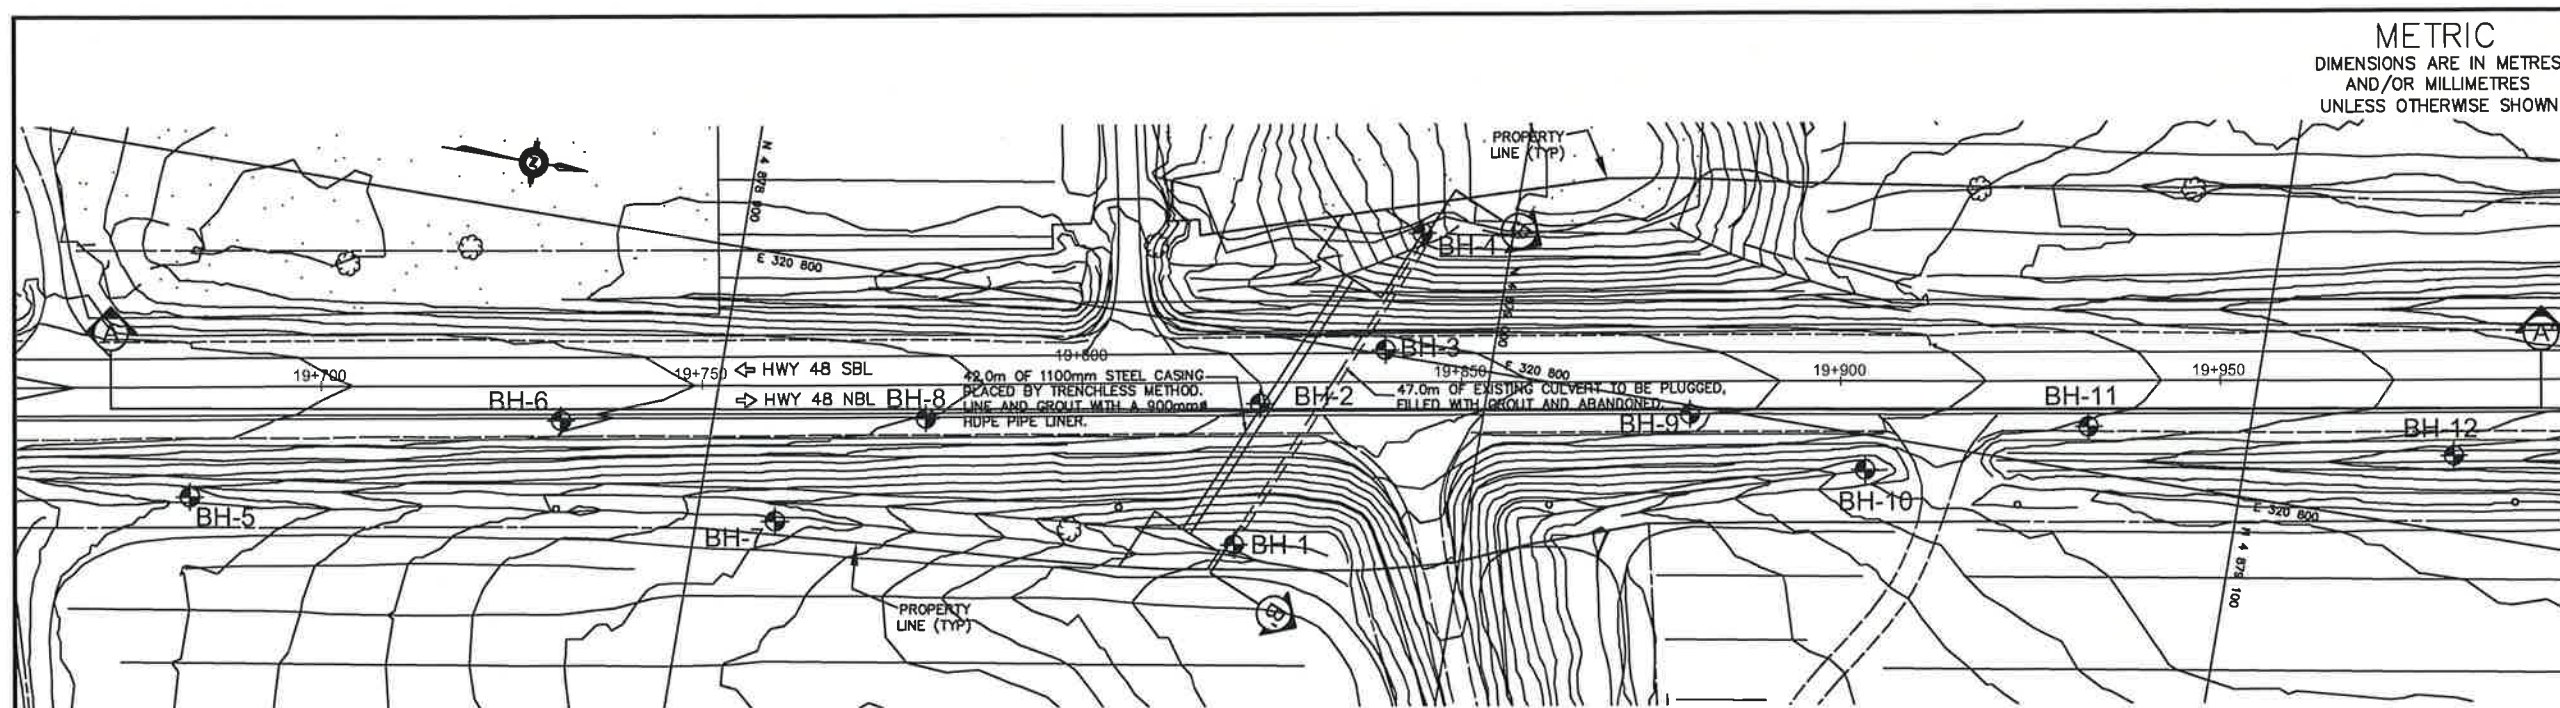 METRIC
DIMENSIONS ARE IN METRES
AND/OR MILLIMETRES
UNLESS OTHERWISE SHOWN
PROPERTY
LINE (TYP)
N 4 878 900
N
E 320 800
BH-4
N 4 879 000
A
A'
19+700
19+750
19+800
19+850
19+900
19+950
HWY 48 SBL
HWY 48 NBL
E 320 800
BH-3
42.0m OF 1100mm STEEL CASING
PLACED BY TRENCHLESS METHOD.
LINE AND GROUT WITH A 900mmø
HDPE PIPE LINER.
47.0m OF EXISTING CULVERT TO BE PLUGGED,
FILLED WITH GROUT AND ABANDONED.
BH-6
BH-8
BH-2
BH-9
BH-11
BH-12
BH-5
BH-7
BH-1
BH-10
E 320 800
N 4 879 100
PROPERTY
LINE (TYP)
B'